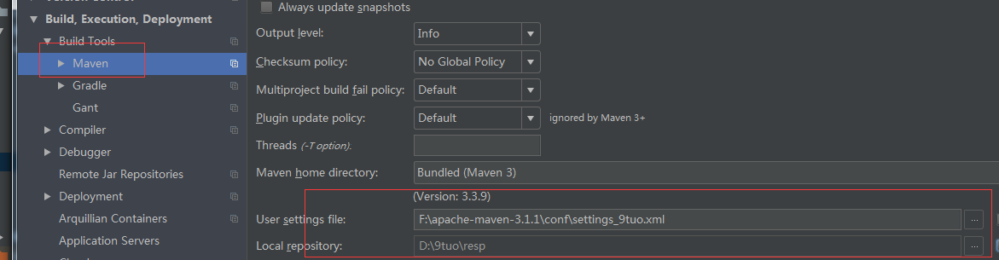 Always update snapshots
Build, Execution, Deployment
Build Tools
Maven
Gradle
Gant
Compiler
Debugger
Remote Jar Repositories
Deployment
Arquillian Containers
Application Servers
Output level: Info
Checksum policy: No Global Policy
Multiproject build fail policy: Default
Plugin update policy: Default ignored by Maven 3+
Threads (-T option):
Maven home directory: Bundled (Maven 3)
(Version: 3.3.9)
User settings file: F:\apache-maven-3.1.1\conf\settings_9tuo.xml ...
Local repository: D:\9tuo\resp ...